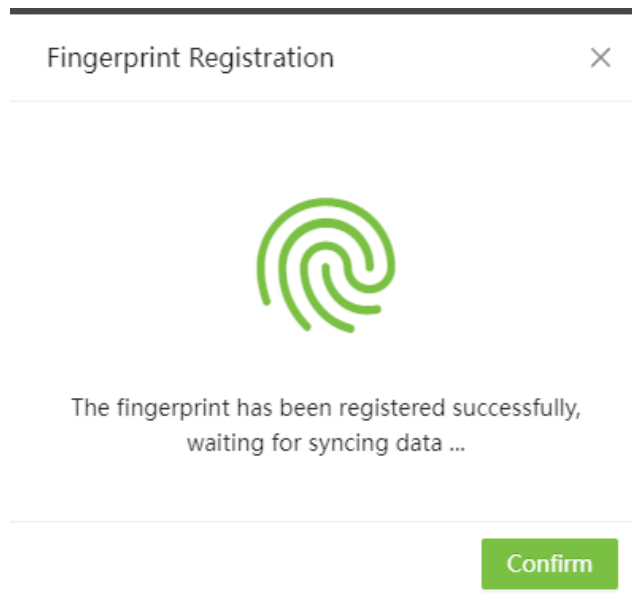 Fingerprint Registration
The fingerprint has been registered successfully,
waiting for syncing data ...
Confirm